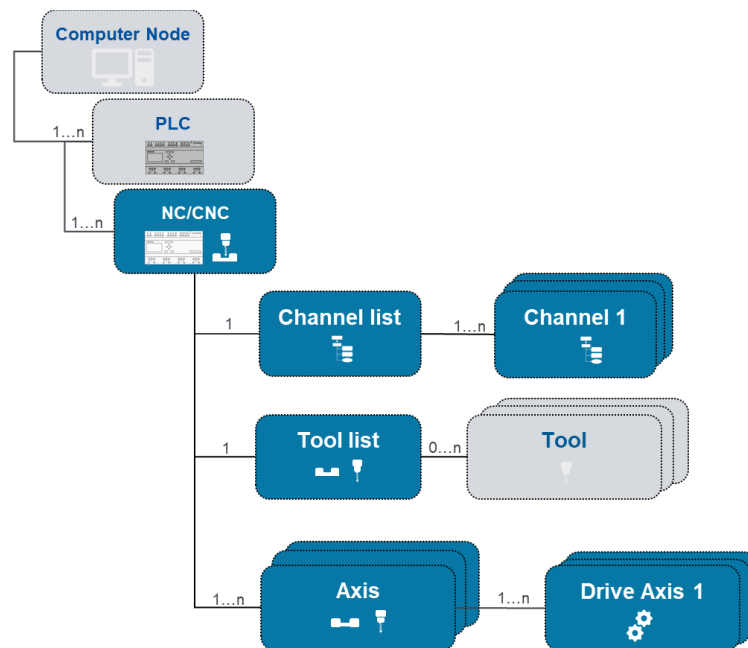 Computer Node
1...n
PLC
1...n
NC/CNC
1
Channel list
1...n
Channel 1
1
Tool list
0...n
Tool
1...n
Axis
1...n
Drive Axis 1